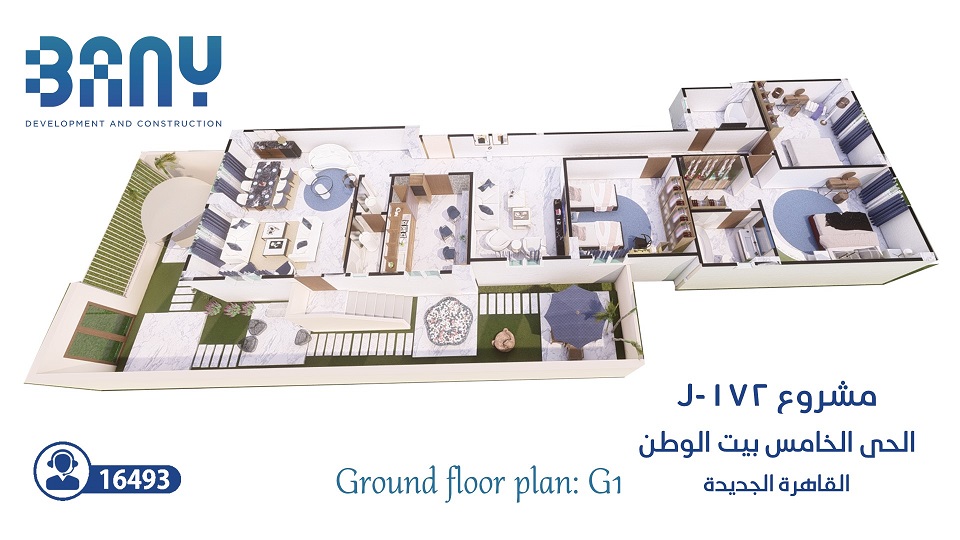 BANY
DEVELOPMENT AND CONSTRUCTION
مشروع J-١٧٢
الحى الخامس بيت الوطن
القاهرة الجديدة
16493
Ground floor plan: G1